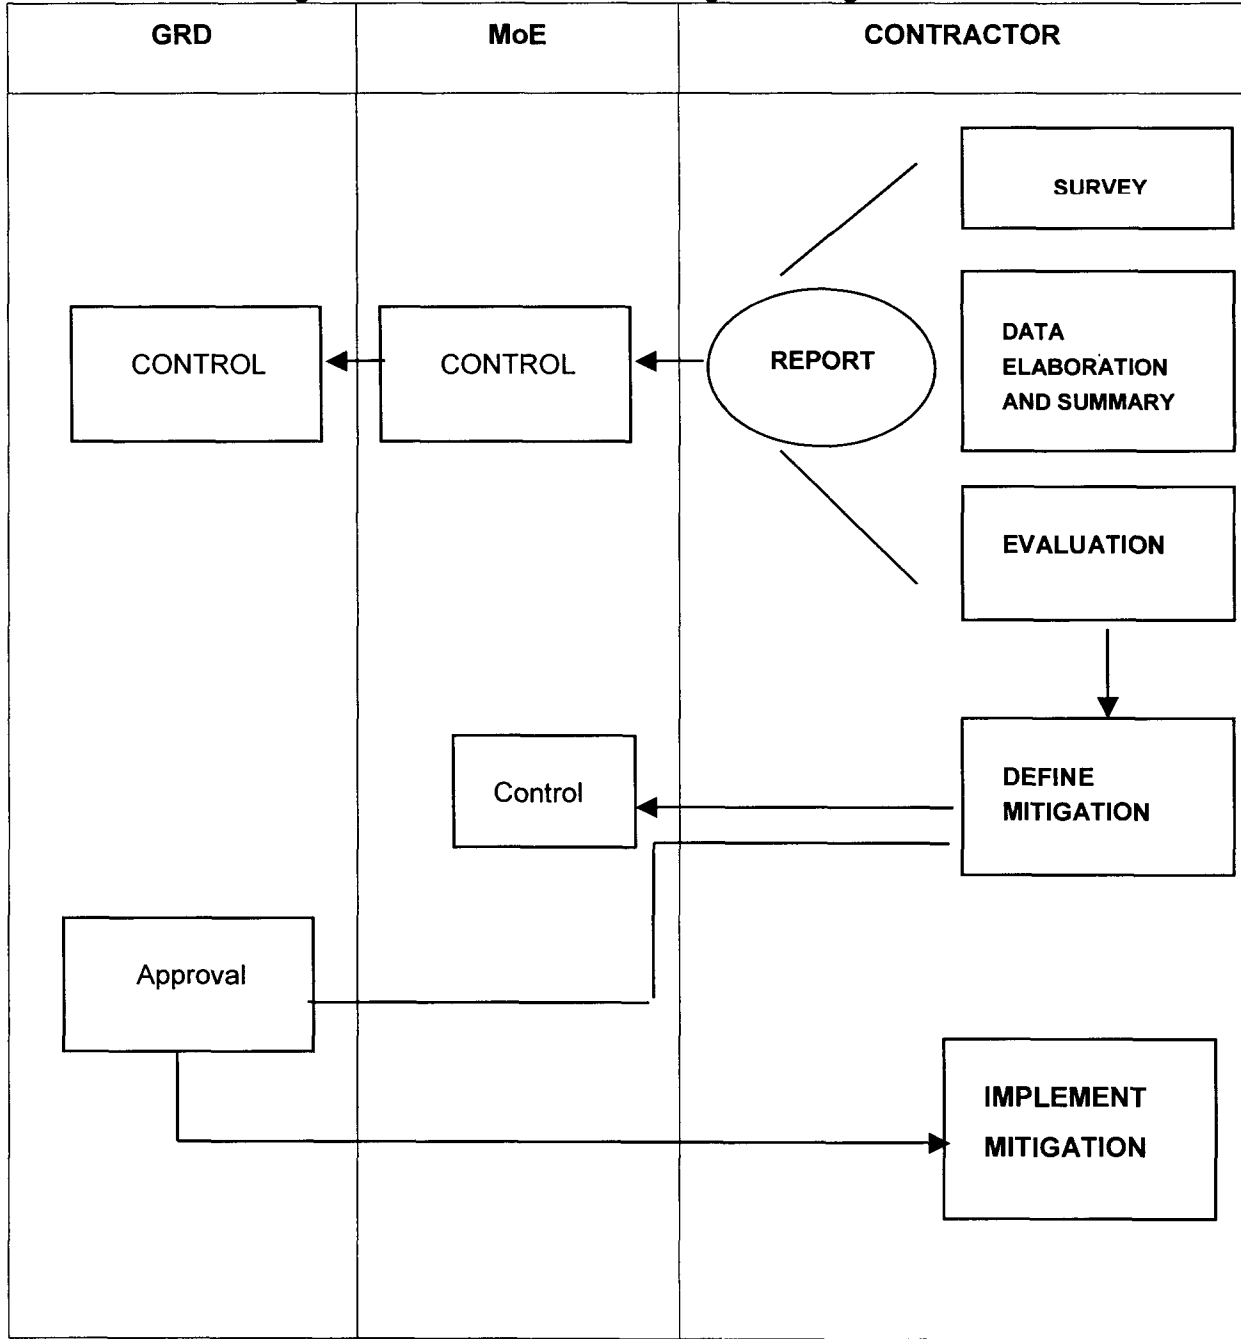 GRD
MoE
CONTRACTOR
SURVEY
CONTROL
CONTROL
REPORT
DATA
ELABORATION
AND SUMMARY
EVALUATION
Control
DEFINE
MITIGATION
Approval
IMPLEMENT
MITIGATION